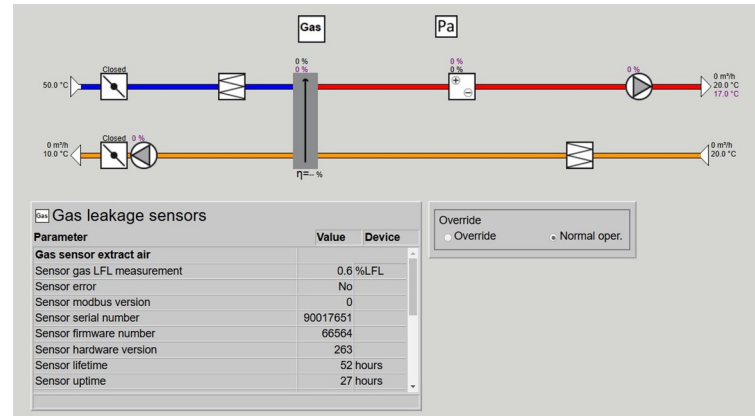 Gas
Pa
0 %
0 %
0 %
0 %
0 %
Closed
50.0 °C
0 m³/h
20.0 °C
17.0 °C
Closed
0 %
0 m³/h
10.0 °C
0 m³/h
20.0 °C
η=-- %
Gas Gas leakage sensors
Parameter Value Device
Gas sensor extract air
Sensor gas LFL measurement 0.6 %LFL
Sensor error No
Sensor modbus version 0
Sensor serial number 90017651
Sensor firmware number 66564
Sensor hardware version 263
Sensor lifetime 52 hours
Sensor uptime 27 hours
Override
Override Normal oper.